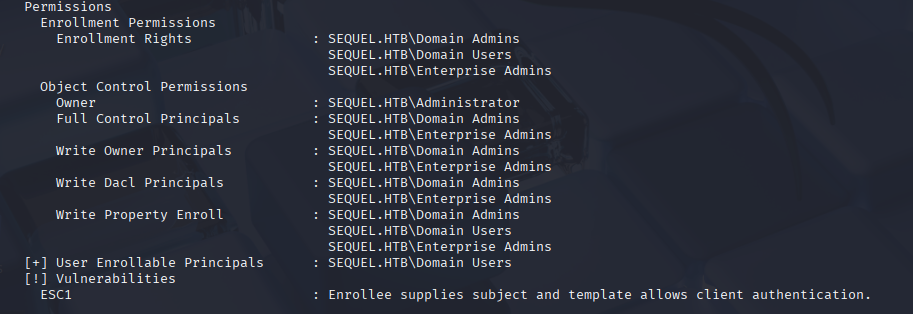 Permissions
Enrollment Permissions
Enrollment Rights : SEQUEL.HTB\Domain Admins
SEQUEL.HTB\Domain Users
SEQUEL.HTB\Enterprise Admins
Object Control Permissions
Owner : SEQUEL.HTB\Administrator
Full Control Principals : SEQUEL.HTB\Domain Admins
SEQUEL.HTB\Enterprise Admins
Write Owner Principals : SEQUEL.HTB\Domain Admins
SEQUEL.HTB\Enterprise Admins
Write Dacl Principals : SEQUEL.HTB\Domain Admins
SEQUEL.HTB\Enterprise Admins
Write Property Enroll : SEQUEL.HTB\Domain Admins
SEQUEL.HTB\Domain Users
SEQUEL.HTB\Enterprise Admins
[+] User Enrollable Principals : SEQUEL.HTB\Domain Users
[!] Vulnerabilities
ESC1 : Enrollee supplies subject and template allows client authentication.